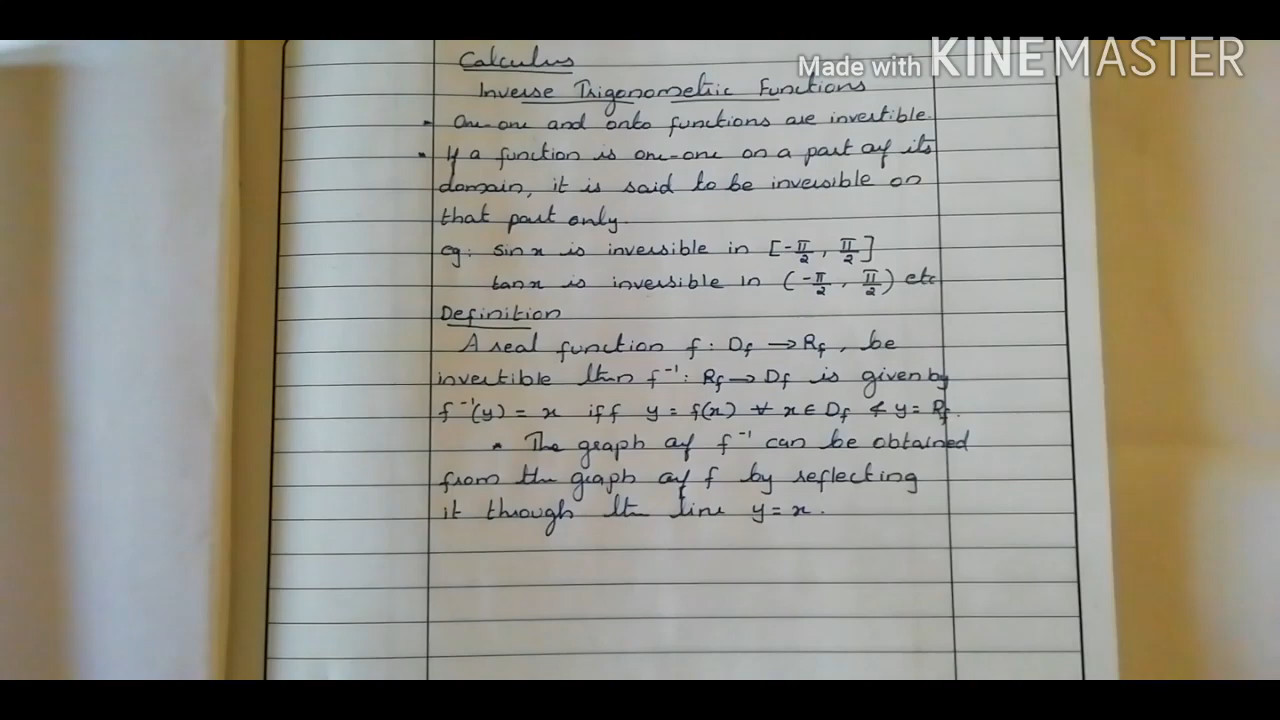 Made with KINEMASTER
Calculus
Inverse Trigonometric Functions
• One-one and onto functions are invertible.
• If a function is one-one on a part of its
domain, it is said to be inversible on
that part only.
eg: sin x is inversible in [-π/2, π/2]
tan x is inversible in (-π/2, π/2) etc
Definition
A real function f: Df → Rf, be
invertible then f⁻¹: Rf → Df is given by
f⁻¹(y) = x iff y = f(x) ∀ x ∈ Df & y = Rf.
• The graph of f⁻¹ can be obtained
from the graph of f by reflecting
it through the line y = x.